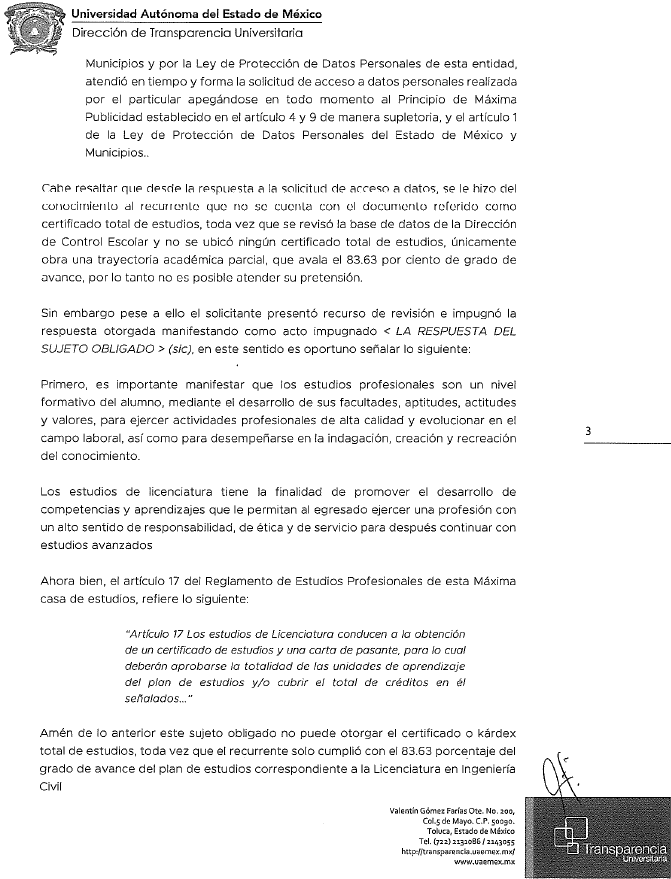 Universidad Autónoma del Estado de México
Dirección de Transparencia Universitaria
Municipios y por la Ley de Protección de Datos Personales de esta entidad,
atendió en tiempo y forma la solicitud de acceso a datos personales realizada
por el particular apegándose en todo momento al Principio de Máxima
Publicidad establecido en el artículo 4 y 9 de manera supletoria, y el artículo 1
de la Ley de Protección de Datos Personales del Estado de México y
Municipios..
Cabe resaltar que desde la respuesta a la solicitud de acceso a datos, se le hizo del
conocimiento al recurrente que no se cuenta con el documento referido como
certificado total de estudios, toda vez que se revisó la base de datos de la Dirección
de Control Escolar y no se ubicó ningún certificado total de estudios, únicamente
obra una trayectoria académica parcial, que avala el 83.63 por ciento de grado de
avance, por lo tanto no es posible atender su pretensión.
Sin embargo pese a ello el solicitante presentó recurso de revisión e impugnó la
respuesta otorgada manifestando como acto impugnado < LA RESPUESTA DEL
SUJETO OBLIGADO > (sic), en este sentido es oportuno señalar lo siguiente:
Primero, es importante manifestar que los estudios profesionales son un nivel
formativo del alumno, mediante el desarrollo de sus facultades, aptitudes, actitudes
y valores, para ejercer actividades profesionales de alta calidad y evolucionar en el
campo laboral, así como para desempeñarse en la indagación, creación y recreación
del conocimiento.
3
Los estudios de licenciatura tiene la finalidad de promover el desarrollo de
competencias y aprendizajes que le permitan al egresado ejercer una profesión con
un alto sentido de responsabilidad, de ética y de servicio para después continuar con
estudios avanzados
Ahora bien, el artículo 17 del Reglamento de Estudios Profesionales de esta Máxima
casa de estudios, refiere lo siguiente:
"Artículo 17 Los estudios de Licenciatura conducen a la obtención
de un certificado de estudios y una carta de pasante, para lo cual
deberán aprobarse la totalidad de las unidades de aprendizaje
del plan de estudios y/o cubrir el total de créditos en él
señalados..."
Amén de lo anterior este sujeto obligado no puede otorgar el certificado o kárdex
total de estudios, toda vez que el recurrente solo cumplió con el 83.63 porcentaje del
grado de avance del plan de estudios correspondiente a la Licenciatura en Ingeniería
Civil
Valentín Gómez Farías Ote. No. 200,
Col.5 de Mayo. C.P. 50090.
Toluca, Estado de México
Tel. (722) 2131086 / 2143055
http://transparencia.uaemex.mx/
www.uaemex.mx
Transparencia
Universitaria